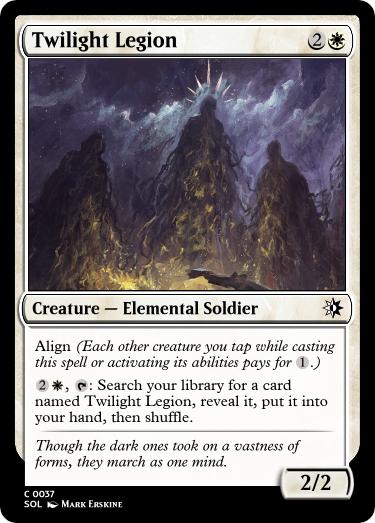 Twilight Legion 2
Creature — Elemental Soldier
Align (Each other creature you tap while casting
this spell or activating its abilities pays for 1.)
2, : Search your library for a card
named Twilight Legion, reveal it, put it into
your hand, then shuffle.
Though the dark ones took on a vastness of
forms, they march as one mind.
2/2
C 0037
SOL Mark Erskine